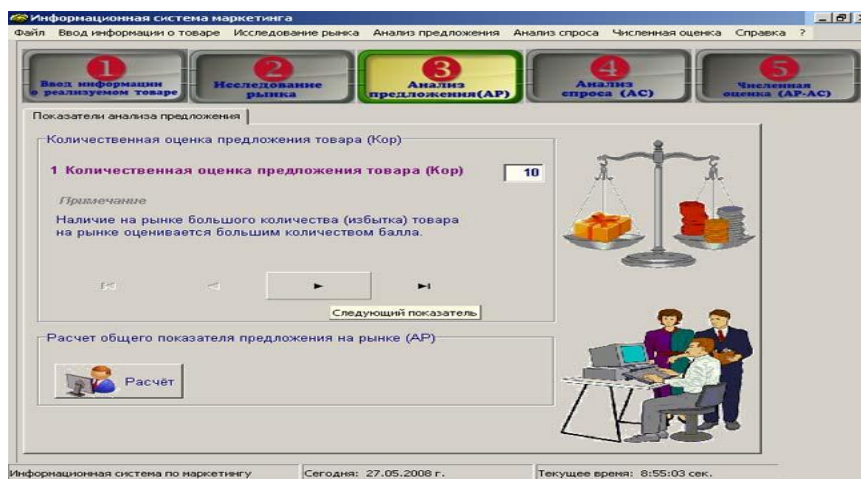 Информационная система маркетинга
Файл Ввод информации о товаре Исследование рынка Анализ предложения Анализ спроса Численная оценка Справка ?
1
Ввод информации
о реализуемом товаре
2
Исследование
рынка
3
Анализ
предложения(АР)
4
Анализ
спроса (АС)
5
Численная
оценка (АР-АС)
Показатели анализа предложения
Количественная оценка предложения товара (Кор)
1 Количественная оценка предложения товара (Кор) 10
Примечание
Наличие на рынке большого количества (избытка) товара
на рынке оценивается большим количеством балла.
Следующий показатель
Расчет общего показателя предложения на рынке (АР)
Расчёт
Информационная система по маркетингу Сегодня: 27.05.2008 г. Текущее время: 8:55:03 сек.